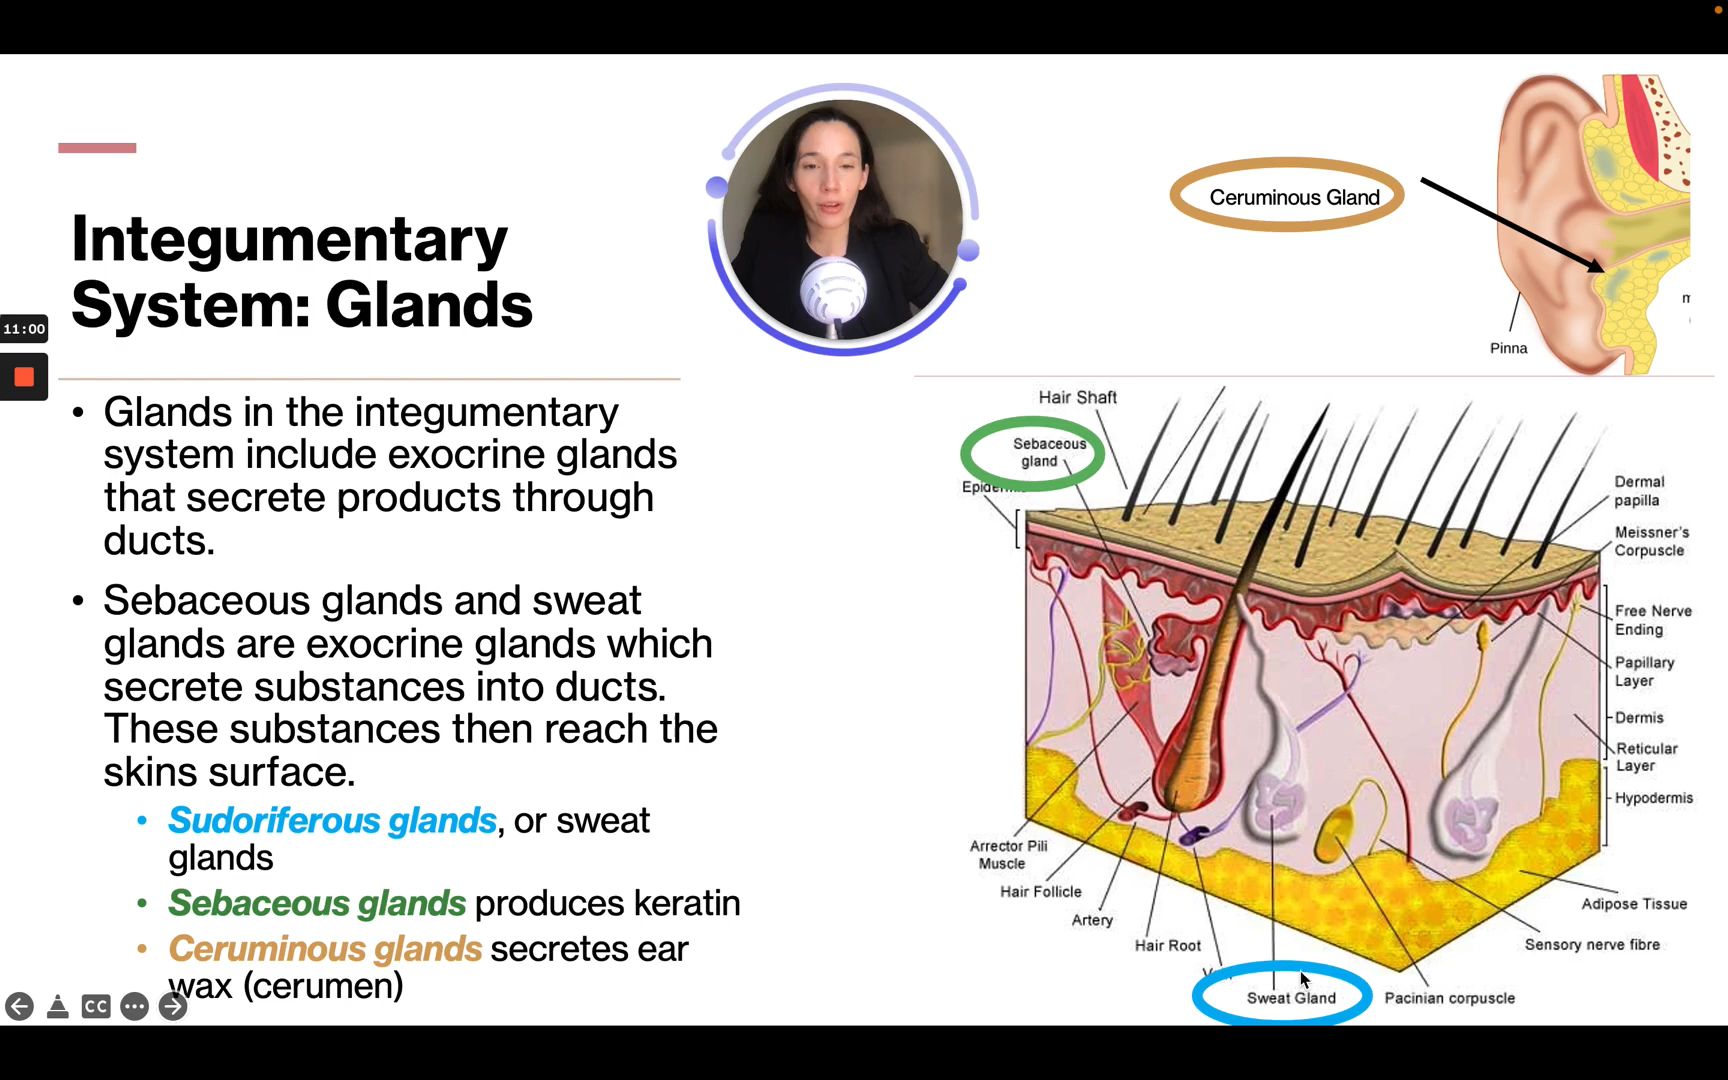 Integumentary
System: Glands
11:00
• Glands in the integumentary
system include exocrine glands
that secrete products through
ducts.
• Sebaceous glands and sweat
glands are exocrine glands which
secrete substances into ducts.
These substances then reach the
skins surface.
• Sudoriferous glands, or sweat
glands
• Sebaceous glands produces keratin
• Ceruminous glands secretes ear
wax (cerumen)
CC
Ceruminous Gland
Pinna
Hair Shaft
Sebaceous
gland
Dermal
papilla
Meissner's
Corpuscle
Free Nerve
Ending
Papillary
Layer
Dermis
Reticular
Layer
Hypodermis
Arrector Pili
Muscle
Hair Follicle
Artery
Hair Root
Sweat Gland
Pacinian corpuscle
Sensory nerve fibre
Adipose Tissue